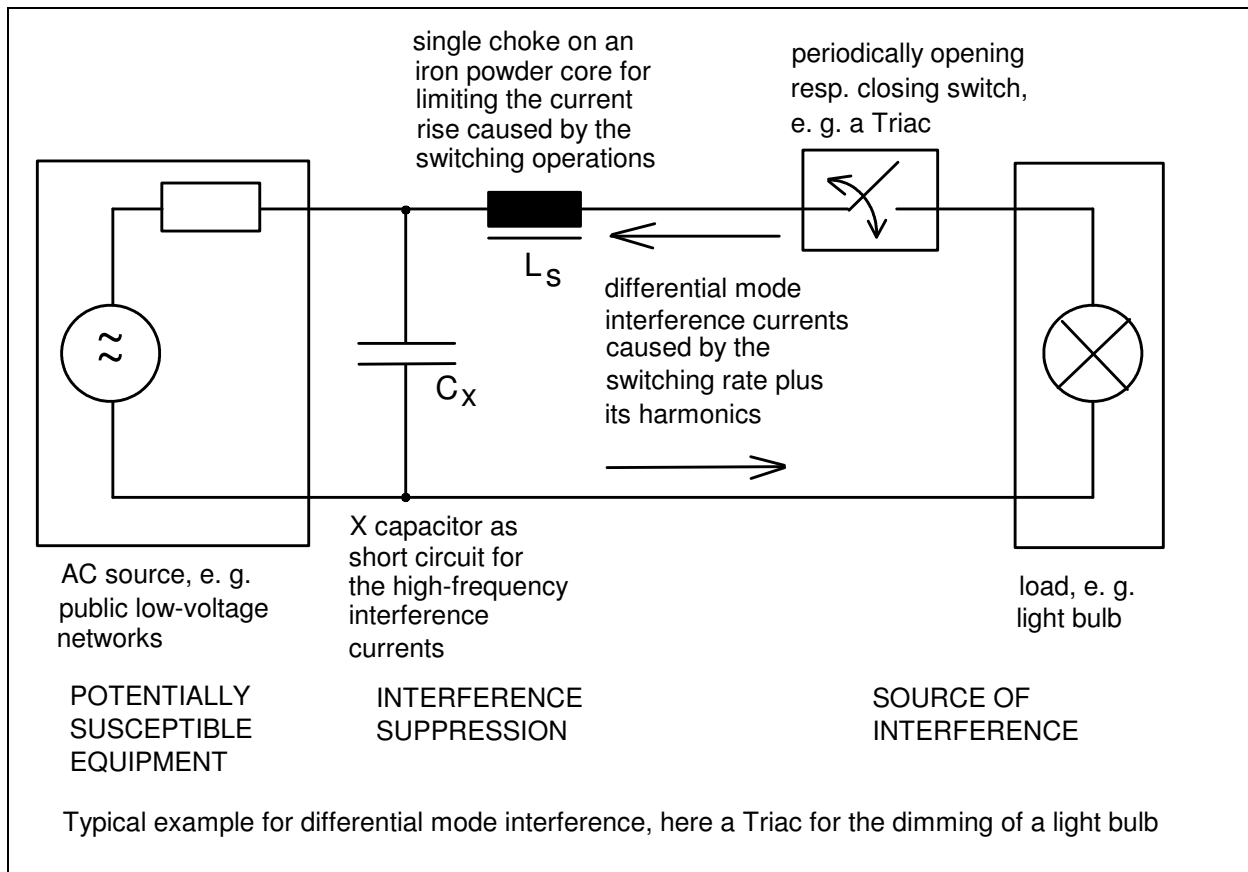 single choke on an
iron powder core for
limiting the current
rise caused by the
switching operations
periodically opening
resp. closing switch,
e. g. a Triac
~
~
LS
CX
differential mode
interference currents
caused by the
switching rate plus
its harmonics
AC source, e. g.
public low-voltage
networks
X capacitor as
short circuit for
the high-frequency
interference
currents
load, e. g.
light bulb
POTENTIALLY
SUSCEPTIBLE
EQUIPMENT
INTERFERENCE
SUPPRESSION
SOURCE OF
INTERFERENCE
Typical example for differential mode interference, here a Triac for the dimming of a light bulb